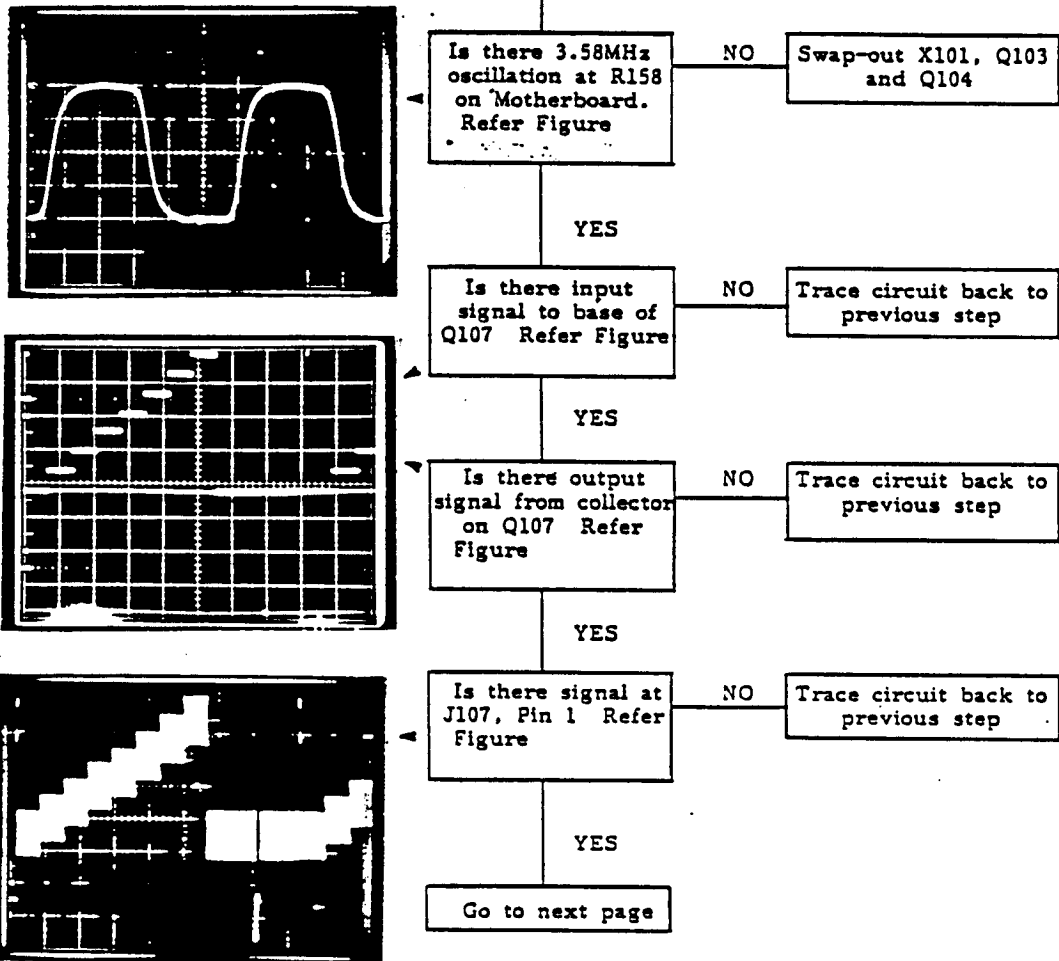 Is there 3.58MHz
oscillation at R158
on Motherboard.
Refer Figure
NO
Swap-out X101, Q103
and Q104
YES
Is there input
signal to base of
Q107 Refer Figure
NO
Trace circuit back to
previous step
YES
Is there output
signal from collector
on Q107 Refer
Figure
NO
Trace circuit back to
previous step
YES
Is there signal at
J107, Pin 1 Refer
Figure
NO
Trace circuit back to
previous step
YES
Go to next page